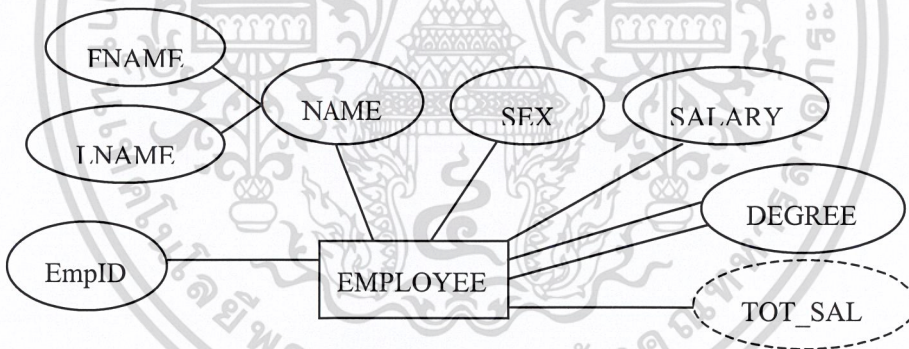 FNAME
LNAME
NAME
SEX
SALARY
DEGREE
EmpID
EMPLOYEE
TOT_SAL